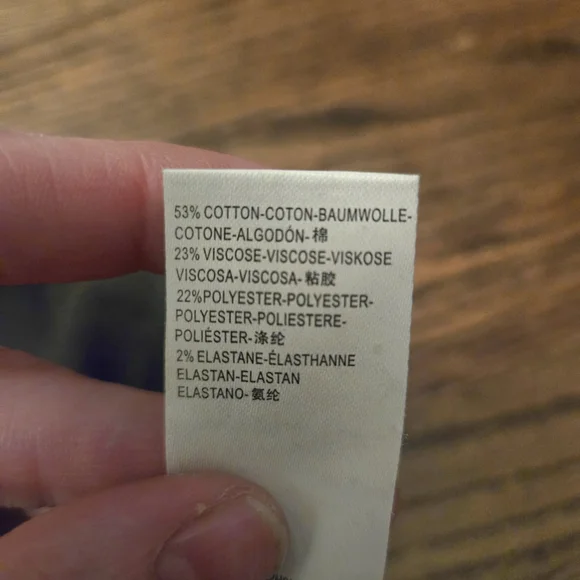 53% COTTON-COTON-BAUMWOLLE-
COTONE-ALGODÓN-棉
23% VISCOSE-VISCOSE-VISKOSE
VISCOSA-VISCOSA-粘胶
22%POLYESTER-POLYESTER-
POLYESTER-POLIESTERE-
POLIÉSTER-涤纶
2% ELASTANE-ÉLASTHANNE
ELASTAN-ELASTAN
ELASTANO-氨纶